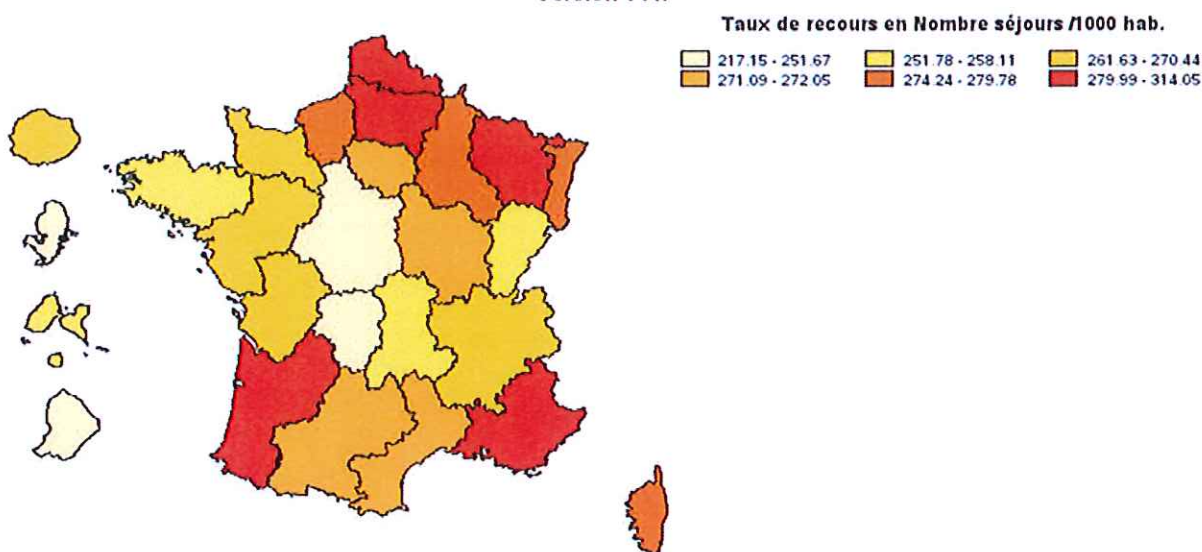 Taux de recours en Nombre séjours /1000 hab.
217.15 - 251.67 251.78 - 258.11 261.63 - 270.44
271.09 - 272.05 274.24 - 279.78 279.99 - 314.05